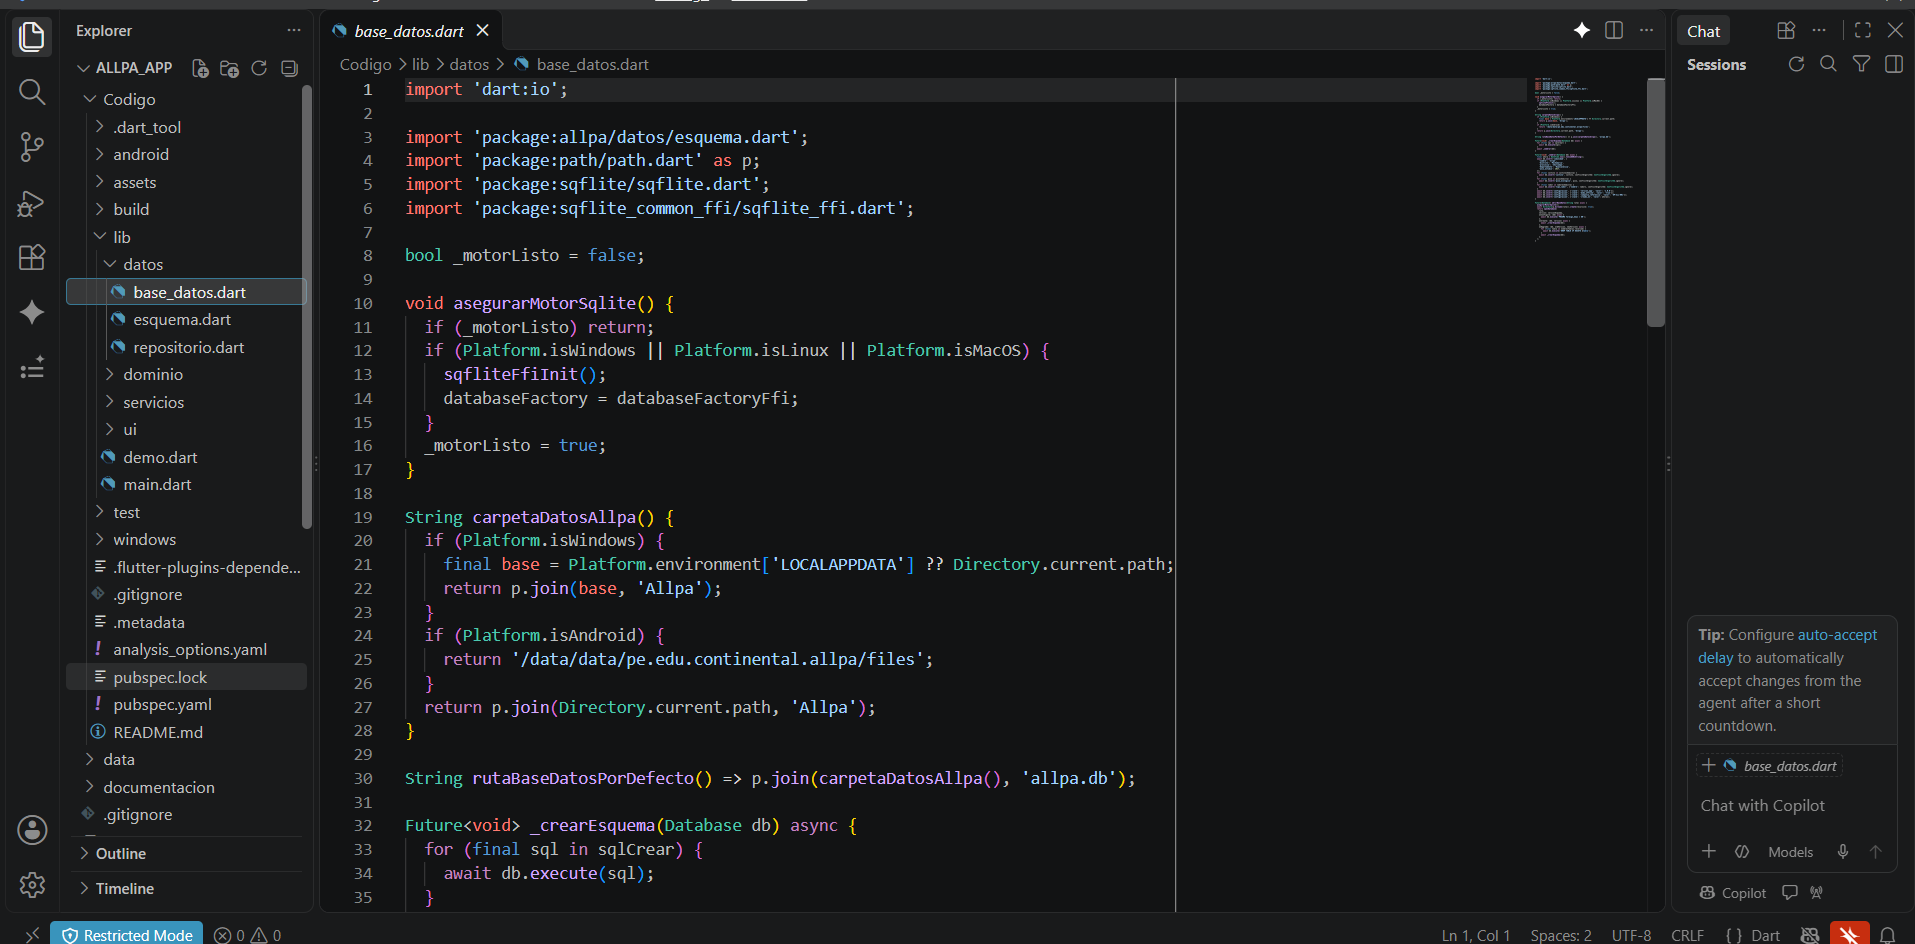 Explorer
ALLPA_APP
Codigo
.dart_tool
android
assets
build
lib
datos
base_datos.dart
esquema.dart
repositorio.dart
dominio
servicios
ui
demo.dart
main.dart
test
windows
.flutter-plugins-depende...
.gitignore
.metadata
analysis_options.yaml
pubspec.lock
pubspec.yaml
README.md
data
documentacion
.gitignore
Outline
Timeline
base_datos.dart
Codigo > lib > datos > base_datos.dart
1 import 'dart:io';
2
3 import 'package:allpa/datos/esquema.dart';
4 import 'package:path/path.dart' as p;
5 import 'package:sqflite/sqflite.dart';
6 import 'package:sqflite_common_ffi/sqflite_ffi.dart';
7
8 bool _motorListo = false;
9
10 void asegurarMotorSqlite() {
11 if (_motorListo) return;
12 if (Platform.isWindows || Platform.isLinux || Platform.isMacOS) {
13 sqfliteFfiInit();
14 databaseFactory = databaseFactoryFfi;
15 }
16 _motorListo = true;
17 }
18
19 String carpetaDatosAllpa() {
20 if (Platform.isWindows) {
21 final base = Platform.environment['LOCALAPPDATA'] ?? Directory.current.path;
22 return p.join(base, 'Allpa');
23 }
24 if (Platform.isAndroid) {
25 return '/data/data/pe.edu.continental.allpa/files';
26 }
27 return p.join(Directory.current.path, 'Allpa');
28 }
29
30 String rutaBaseDatosPorDefecto() => p.join(carpetaDatosAllpa(), 'allpa.db');
31
32 Future<void> _crearEsquema(Database db) async {
33 for (final sql in sqlCrear) {
34 await db.execute(sql);
35 }
Chat
Sessions
Tip: Configure auto-accept
delay to automatically
accept changes from the
agent after a short
countdown.
base_datos.dart
Chat with Copilot
Models
Copilot
Restricted Mode
0 0
Ln 1, Col 1 Spaces: 2 UTF-8 CRLF {} Dart